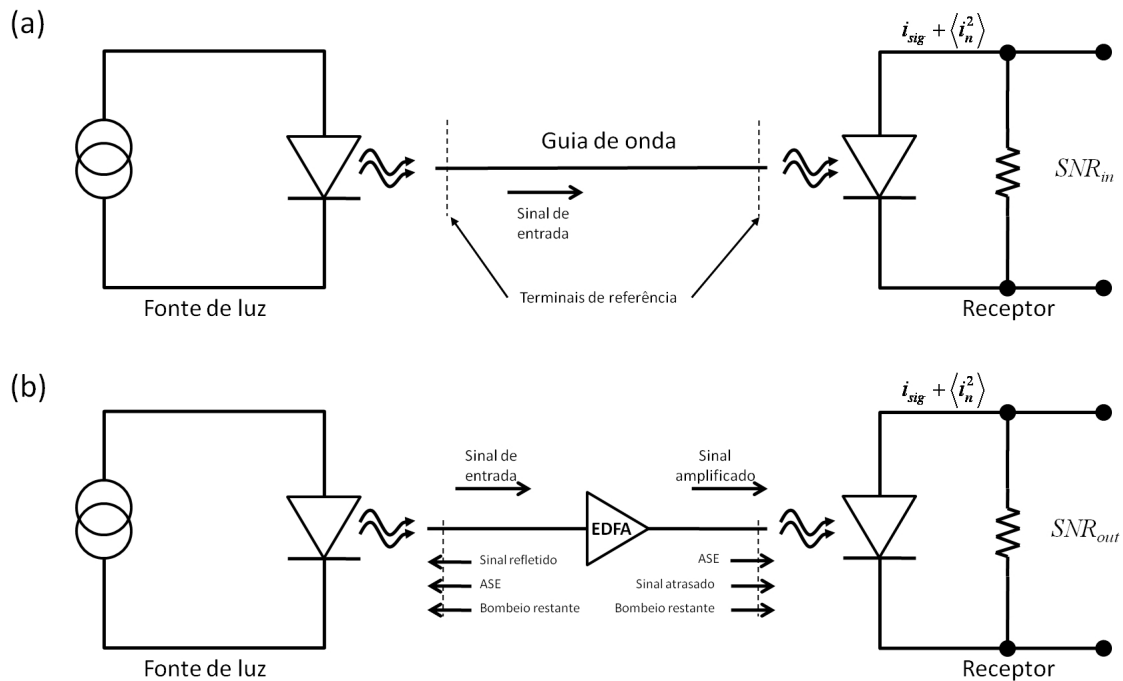 (a)
i_sig + ⟨i_n^2⟩
Guia de onda
SNR_in
Sinal de
entrada
Terminais de referência
Fonte de luz
Receptor
(b)
i_sig + ⟨i_n^2⟩
Sinal de
entrada
Sinal
amplificado
EDFA
SNR_out
Sinal refletido
ASE
ASE
Sinal atrasado
Bombeio restante
Bombeio restante
Fonte de luz
Receptor